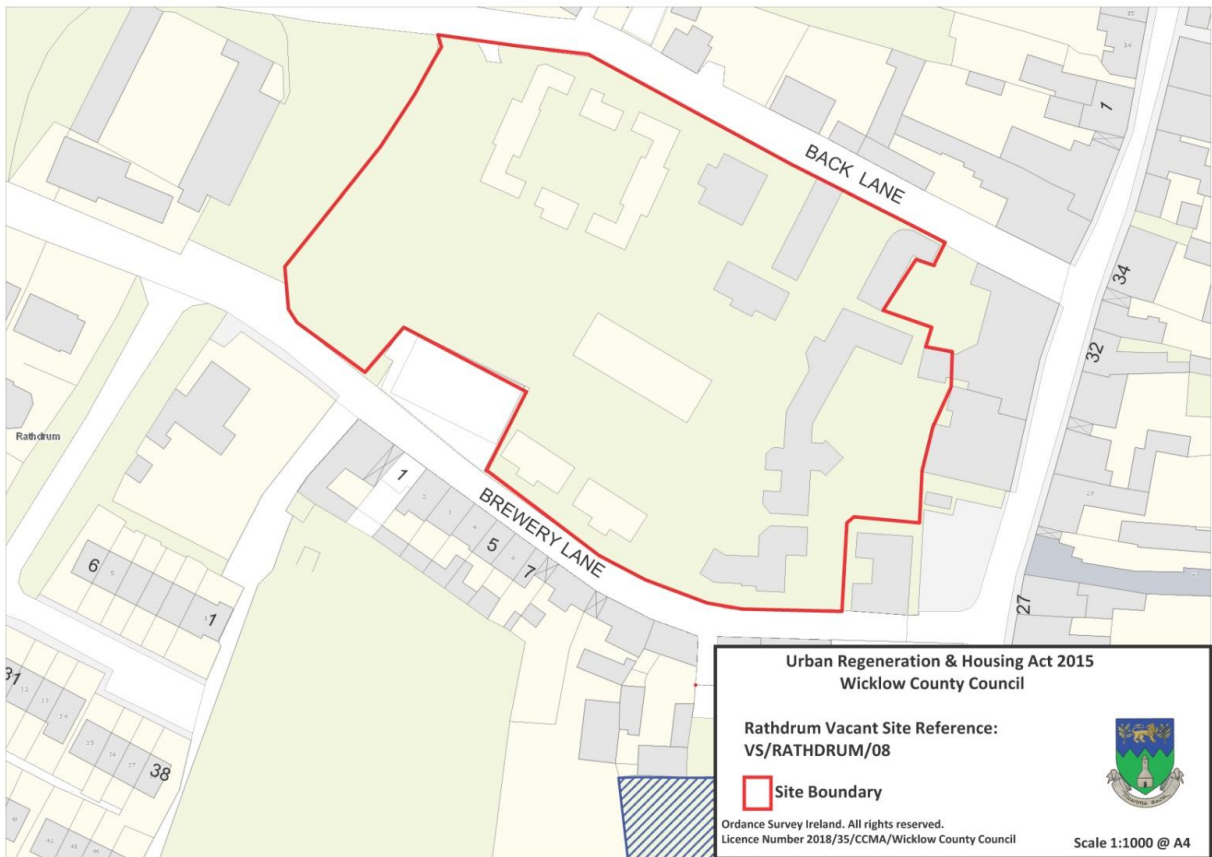 BACK LANE
1
34
32
Rathdrum
1
BREWERY LANE
5
7
6
1
27
31
38
Urban Regeneration & Housing Act 2015
Wicklow County Council
Rathdrum Vacant Site Reference:
VS/RATHDRUM/08
Site Boundary
Ordance Survey Ireland. All rights reserved.
Licence Number 2018/35/CCMA/Wicklow County Council
Scale 1:1000 @ A4